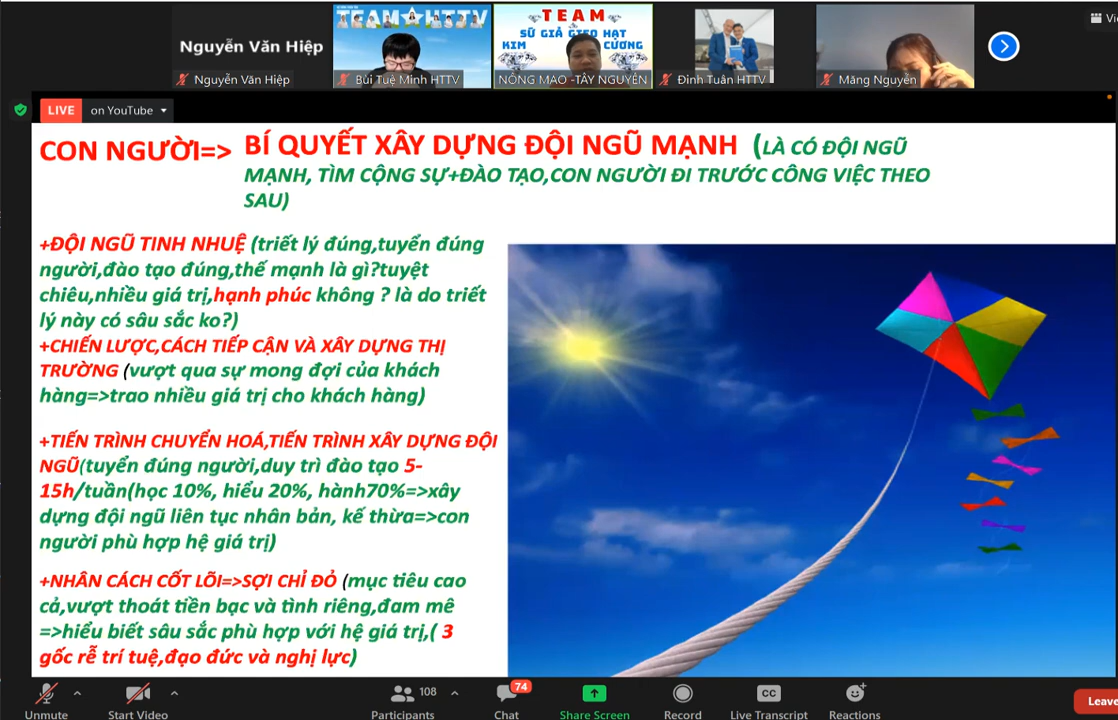 TEAM★HTTV
TEAM
SỨ GIẢ GIEO HẠT
KIM CƯƠNG
Nguyễn Văn Hiệp
Nguyễn Văn Hiệp
Bùi Tuệ Minh HTTV
NÔNG MAO -TÂY NGUYÊN
Đinh Tuân HTTV
Măng Nguyễn
LIVE on YouTube
CON NGƯỜI=> BÍ QUYẾT XÂY DỰNG ĐỘI NGŨ MẠNH (LÀ CÓ ĐỘI NGŨ
MẠNH, TÌM CỘNG SỰ+ĐÀO TẠO,CON NGƯỜI ĐI TRƯỚC CÔNG VIỆC THEO
SAU)
+ĐỘI NGŨ TINH NHUỆ (triết lý đúng,tuyển đúng
người,đào tạo đúng,thế mạnh là gì?tuyệt
chiêu,nhiều giá trị,hạnh phúc không ? là do triết
lý này có sâu sắc ko?)
+CHIẾN LƯỢC,CÁCH TIẾP CẬN VÀ XÂY DỰNG THỊ
TRƯỜNG (vượt qua sự mong đợi của khách
hàng=>trao nhiều giá trị cho khách hàng)
+TIẾN TRÌNH CHUYỂN HOÁ,TIẾN TRÌNH XÂY DỰNG ĐỘI
NGŨ(tuyển đúng người,duy trì đào tạo 5-
15h/tuần(học 10%, hiểu 20%, hành70%=>xây
dựng đội ngũ liên tục nhân bản, kế thừa=>con
người phù hợp hệ giá trị)
+NHÂN CÁCH CỐT LÕI=>SỢI CHỈ ĐỎ (mục tiêu cao
cả,vượt thoát tiền bạc và tình riêng,đam mê
=>hiểu biết sâu sắc phù hợp với hệ giá trị,( 3
gốc rễ trí tuệ,đạo đức và nghị lực)
108
74
CC
Unmute
Start Video
Participants
Chat
Share Screen
Record
Live Transcript
Reactions